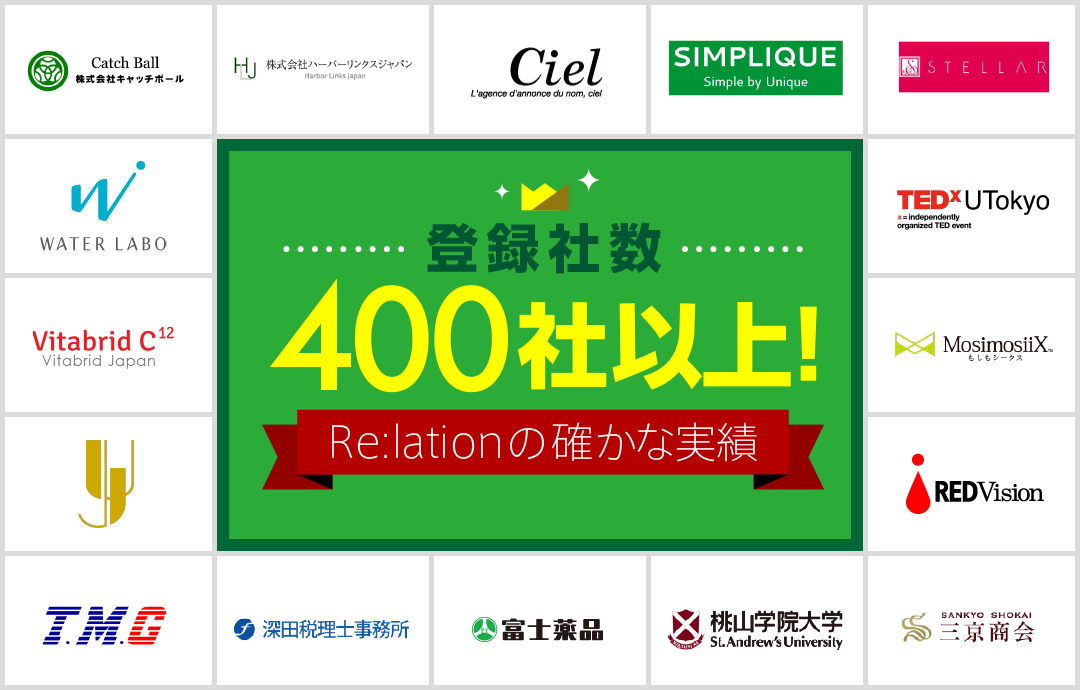 Catch Ball
株式会社キャッチボール
HLJ
株式会社ハーバーリンクスジャパン
Harbor Links Japan
Ciel
L'agence d'annonce du nom, ciel
SIMPLIQUE
Simple by Unique
STELLAR
WATER LABO
登録社数
400社以上!
Re:lationの確かな実績
TEDx UTokyo
x = independently
organized TED event
Vitabrid C12
Vitabrid Japan
MosimosiiX™
もしもシークス
REDVision
T.M.G
深田税理士事務所
富士薬品
桃山学院大学
St. Andrew's University
SANKYO SHOKAI
三京商会